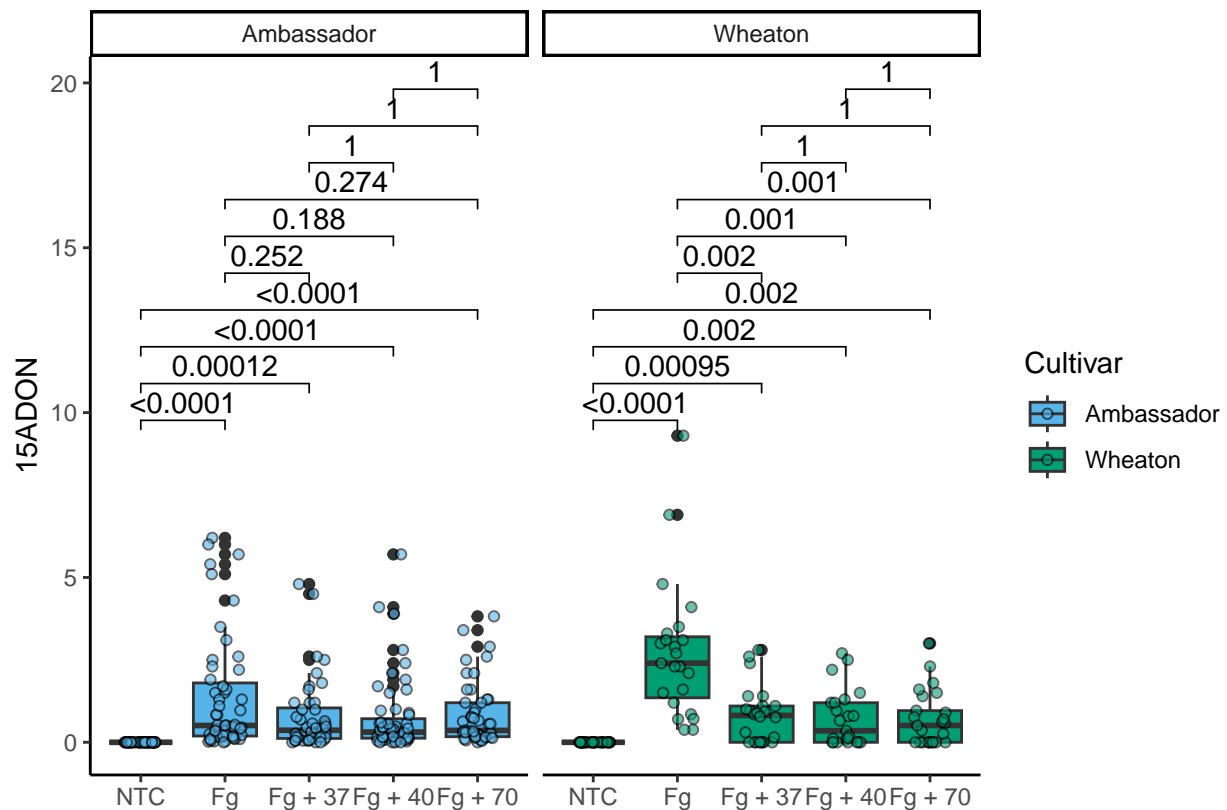 Ambassador Wheaton
20
1 1
1 1
1 1
0.274 0.001
15
0.188 0.001
0.252 0.002
<0.0001 0.002
<0.0001 0.002
0.00012 0.00095
10
<0.0001 <0.0001
5
0
15ADON
NTC Fg Fg + 37 Fg + 40 Fg + 70 NTC Fg Fg + 37 Fg + 40 Fg + 70
Cultivar
Ambassador
Wheaton